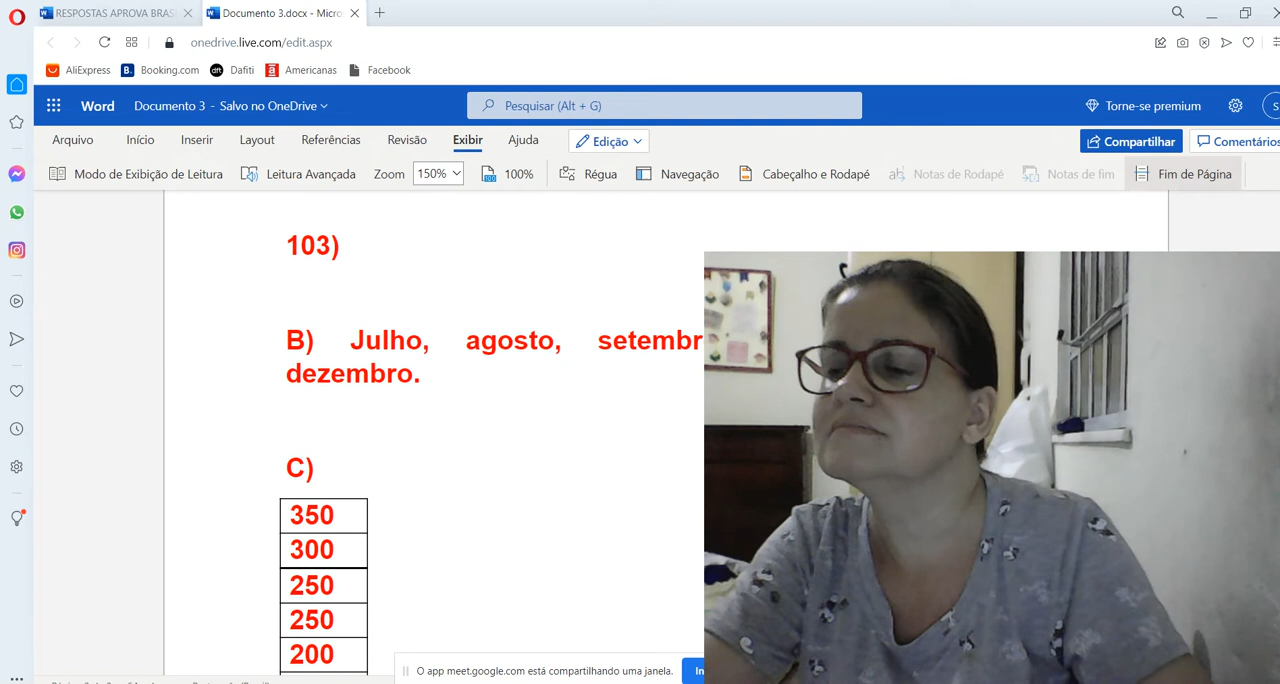 RESPOSTAS APROVA BRAS
Documento 3.docx - Micro
onedrive.live.com/edit.aspx
AliExpress Booking.com dft Dafiti a Americanas Facebook
Word Documento 3 - Salvo no OneDrive Pesquisar (Alt + G) Torne-se premium S
Arquivo Início Inserir Layout Referências Revisão Exibir Ajuda Edição Compartilhar Comentários
Modo de Exibição de Leitura Leitura Avançada Zoom 150% 100% Régua Navegação Cabeçalho e Rodapé Notas de Rodapé Notas de fim Fim de Página
103)
B) Julho, agosto, setembr
dezembro.
C)
350
300
250
250
200
O app meet.google.com está compartilhando uma janela. In